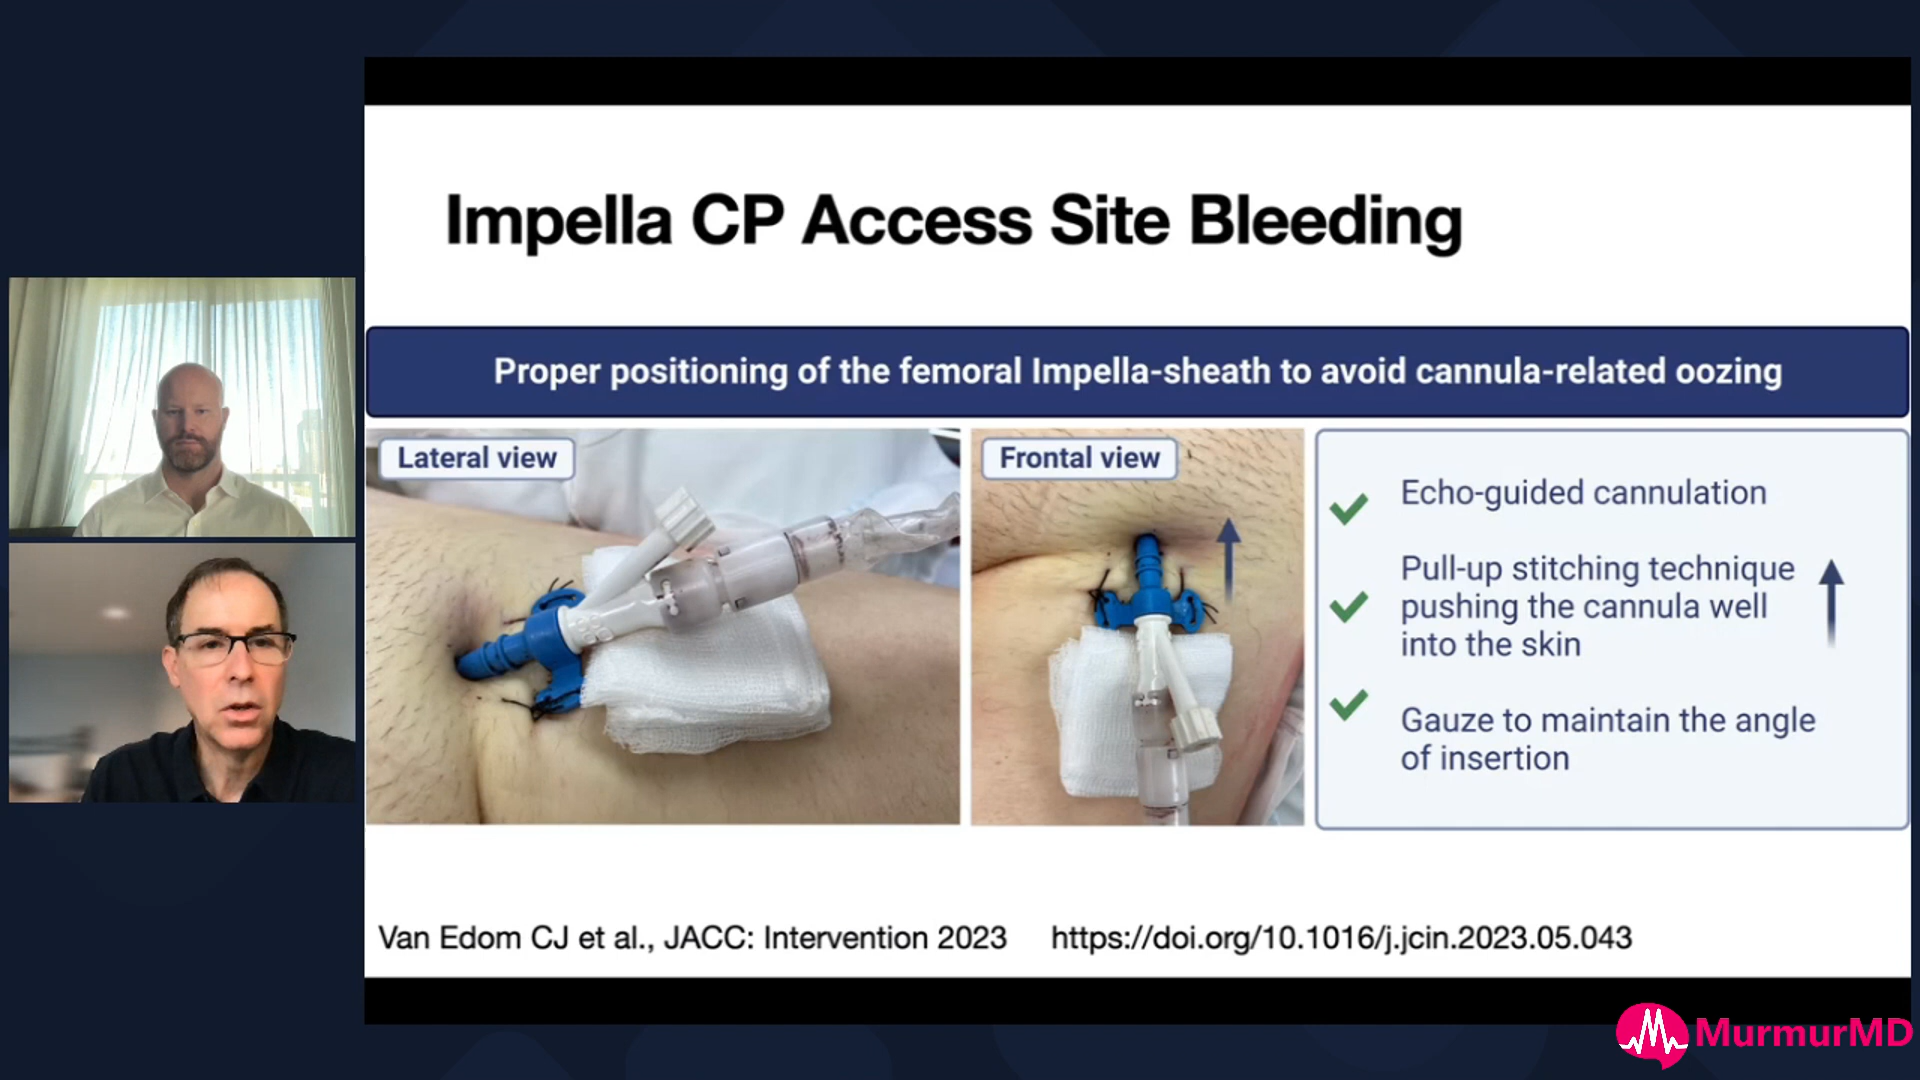 Impella CP Access Site Bleeding
Proper positioning of the femoral Impella-sheath to avoid cannula-related oozing
Lateral view
Frontal view
Echo-guided cannulation
Pull-up stitching technique
pushing the cannula well
into the skin
Gauze to maintain the angle
of insertion
Van Edom CJ et al., JACC: Intervention 2023 https://doi.org/10.1016/j.jcin.2023.05.043
MurmurMD